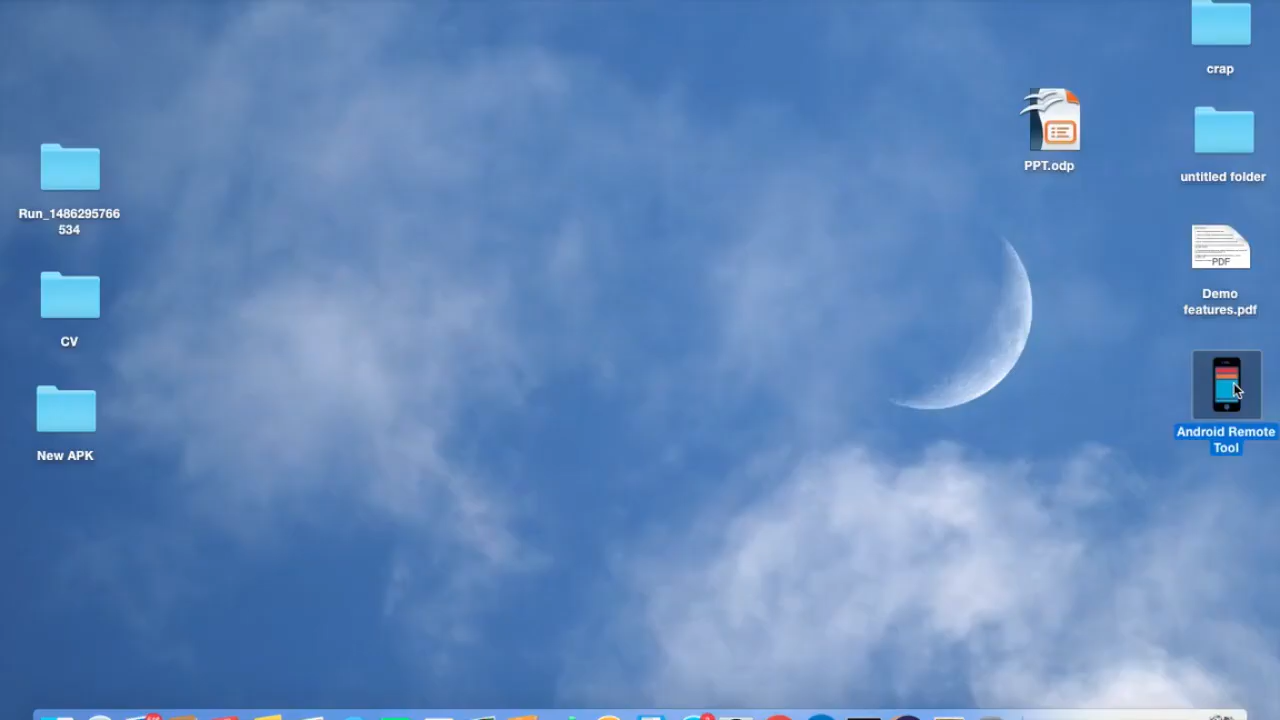 crap
PPT.odp
untitled folder
Run_1486295766
534
PDF
Demo
features.pdf
CV
Android Remote
Tool
New APK